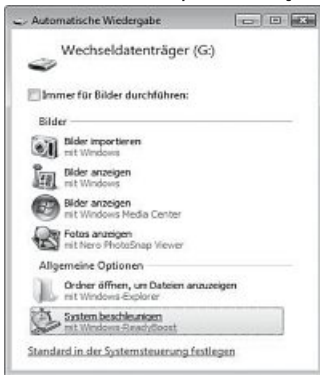 Automatische Wiedergabe
Wechseldatenträger (G:)
Immer für Bilder durchführen:
Bilder
Bilder importieren
mit Windows
Bilder anzeigen
mit Windows
Bilder anzeigen
mit Windows Media Center
Fotos anzeigen
mit Nero PhotoSnap Viewer
Allgemeine Optionen
Ordner öffnen, um Dateien anzuzeigen
mit Windows-Explorer
System beschleunigen
mit Windows-ReadyBoost
Standard in der Systemsteuerung festlegen